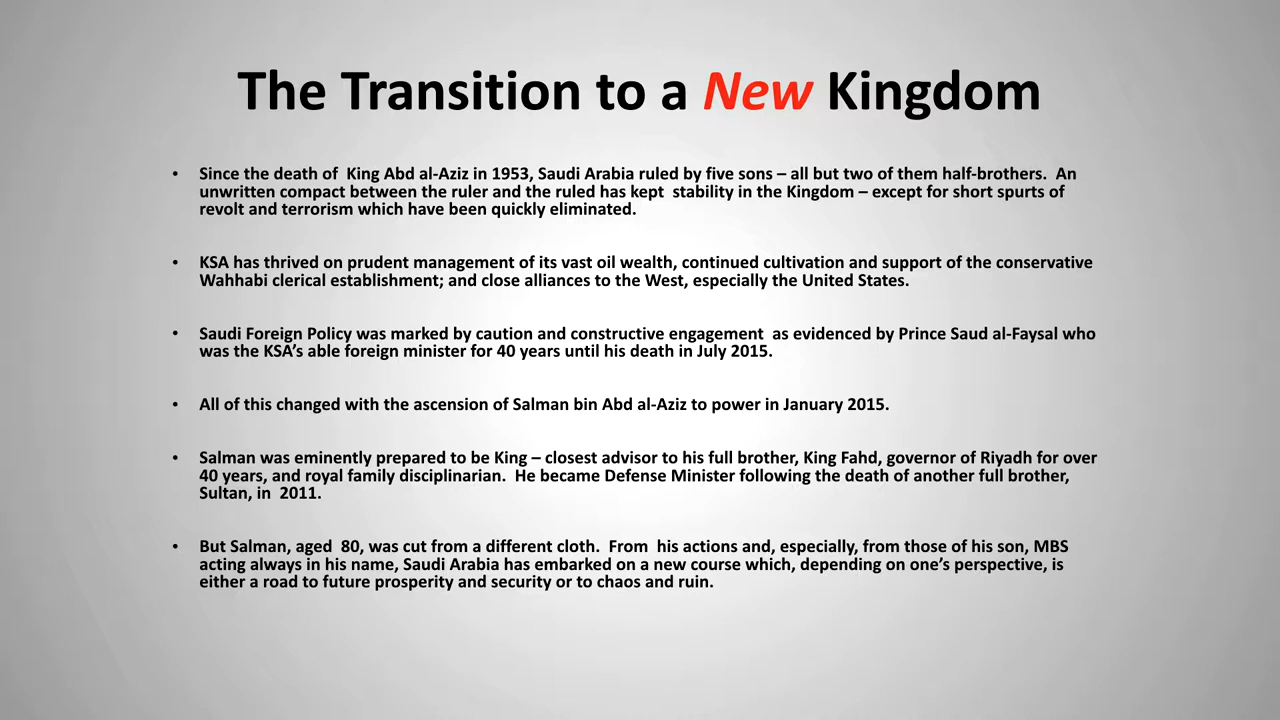 The Transition to a New Kingdom
• Since the death of  King Abd al-Aziz in 1953, Saudi Arabia ruled by five sons – all but two of them half-brothers.  An
unwritten compact between the ruler and the ruled has kept  stability in the Kingdom – except for short spurts of
revolt and terrorism which have been quickly eliminated.
• KSA has thrived on prudent management of its vast oil wealth, continued cultivation and support of the conservative
Wahhabi clerical establishment; and close alliances to the West, especially the United States.
• Saudi Foreign Policy was marked by caution and constructive engagement  as evidenced by Prince Saud al-Faysal who
was the KSA’s able foreign minister for 40 years until his death in July 2015.
• All of this changed with the ascension of Salman bin Abd al-Aziz to power in January 2015.
• Salman was eminently prepared to be King – closest advisor to his full brother, King Fahd, governor of Riyadh for over
40 years, and royal family disciplinarian.  He became Defense Minister following the death of another full brother,
Sultan, in  2011.
• But Salman, aged  80, was cut from a different cloth.  From  his actions and, especially, from those of his son, MBS
acting always in his name, Saudi Arabia has embarked on a new course which, depending on one’s perspective, is
either a road to future prosperity and security or to chaos and ruin.